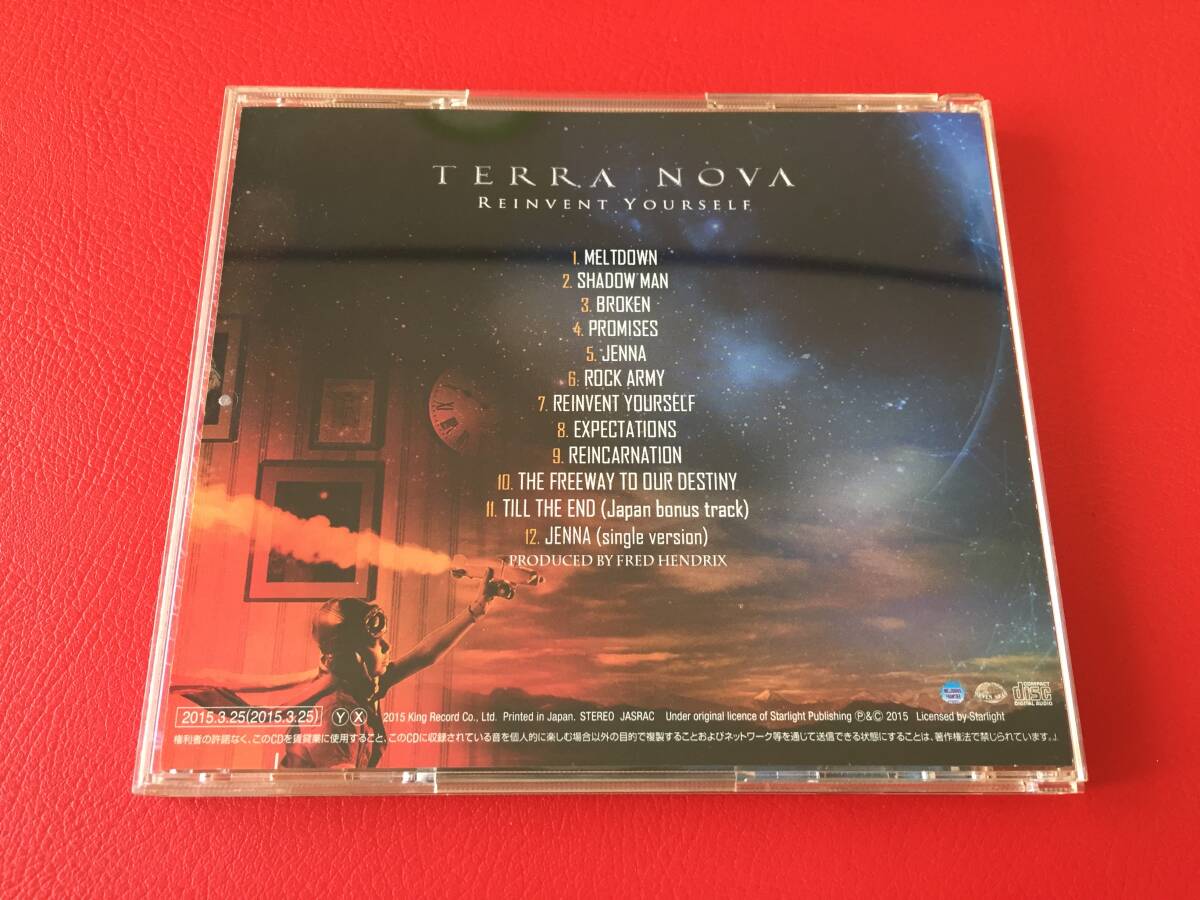 TERRA NOVA
REINVENT YOURSELF
1. MELTDOWN
2. SHADOW MAN
3. BROKEN
4. PROMISES
5. JENNA
6. ROCK ARMY
7. REINVENT YOURSELF
8. EXPECTATIONS
9. REINCARNATION
10. THE FREEWAY TO OUR DESTINY
11. TILL THE END (Japan bonus track)
12. JENNA (single version)
PRODUCED BY FRED HENDRIX
COMPACT disc DIGITAL AUDIO
2015.3.25(2015.3.25) Ⓨ Ⓧ 2015 King Record Co., Ltd. Printed in Japan. STEREO JASRAC Under original licence of Starlight Publishing Ⓟ&© 2015 Licensed by Starlight
権利者の許諾なく、このCDを賃貸業に使用すること、このCDに収録されている音を個人的に楽しむ場合以外の目的で複製することおよびネットワーク等を通じて送信できる状態にすることは、著作権法で禁じられています。